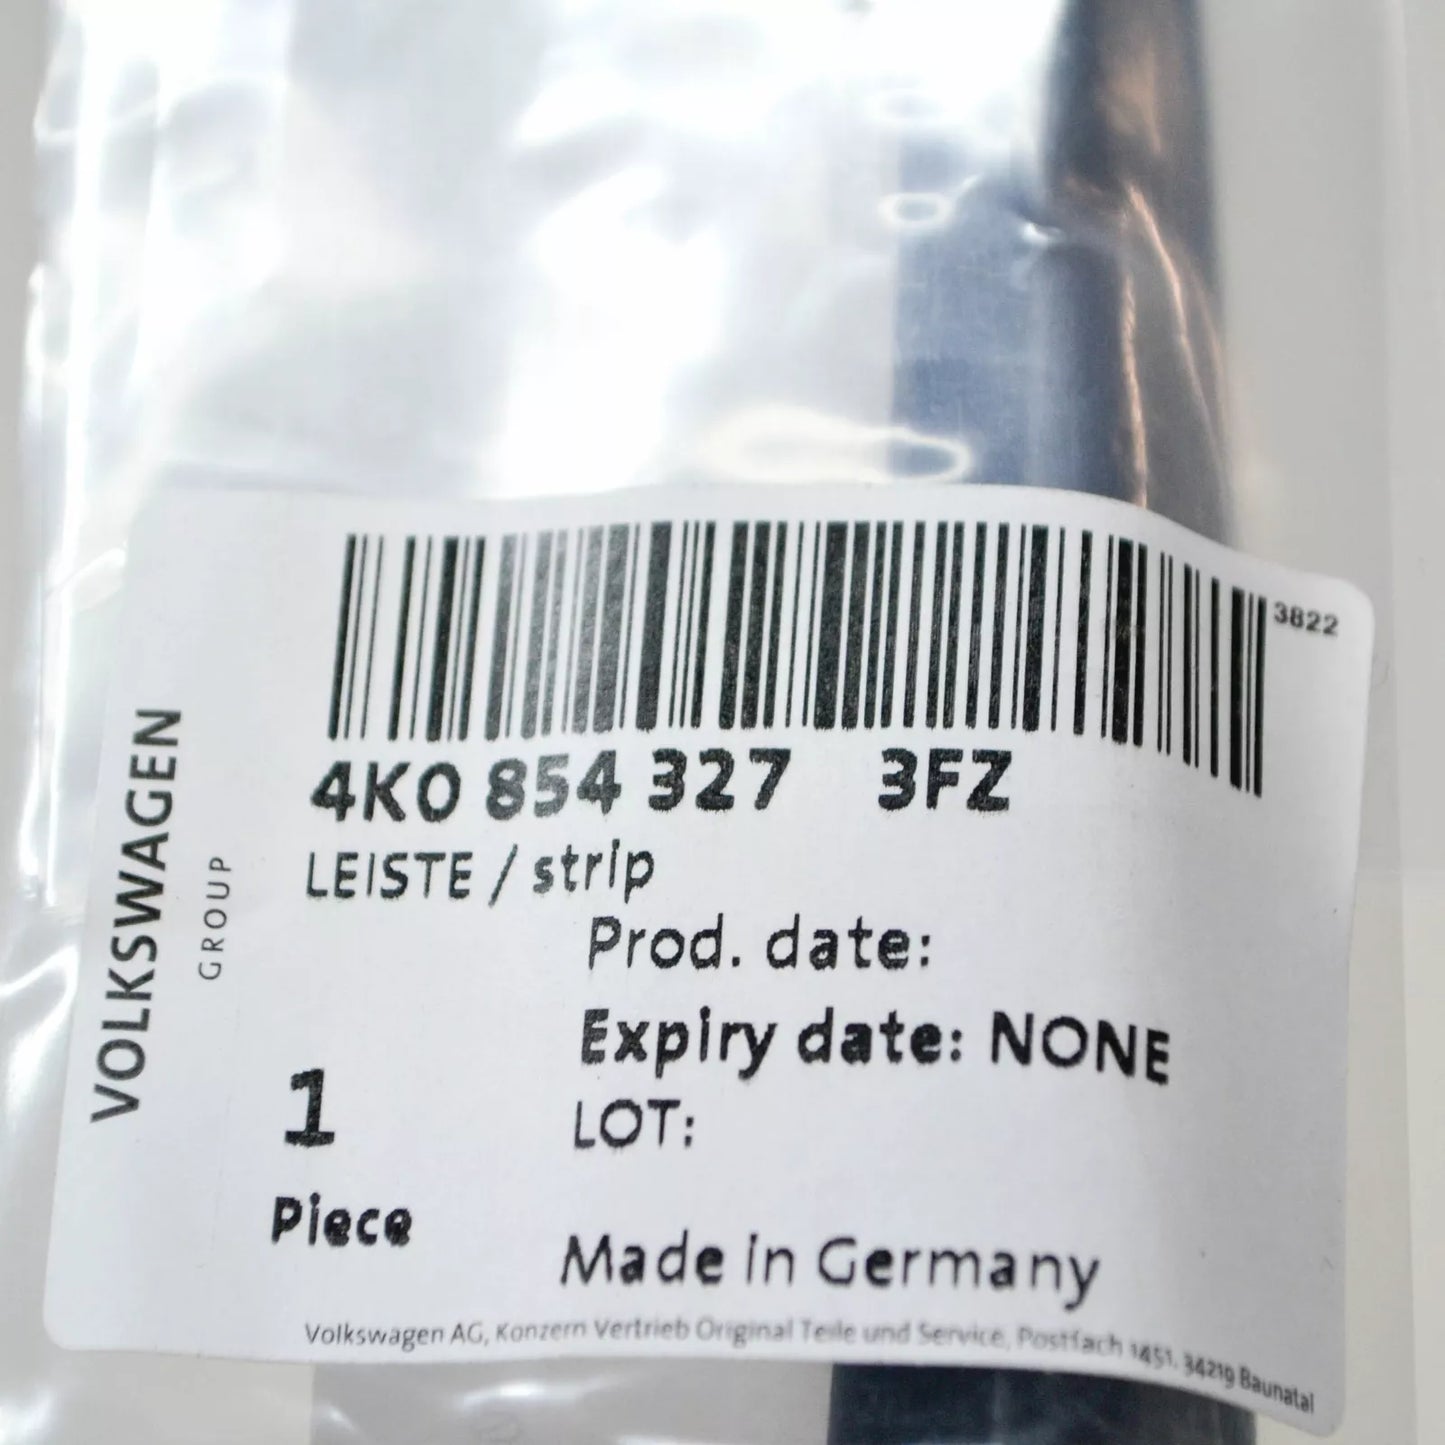 3822
4K0 854 327 3FZ
LEISTE / strip
Prod. date:
Expiry date: NONE
LOT:
1
Piece
Made in Germany
Volkswagen AG, Konzern Vertrieb Original Teile und Service, Postfach 1451, 34219 Baunatal
VOLKSWAGEN
GROUP